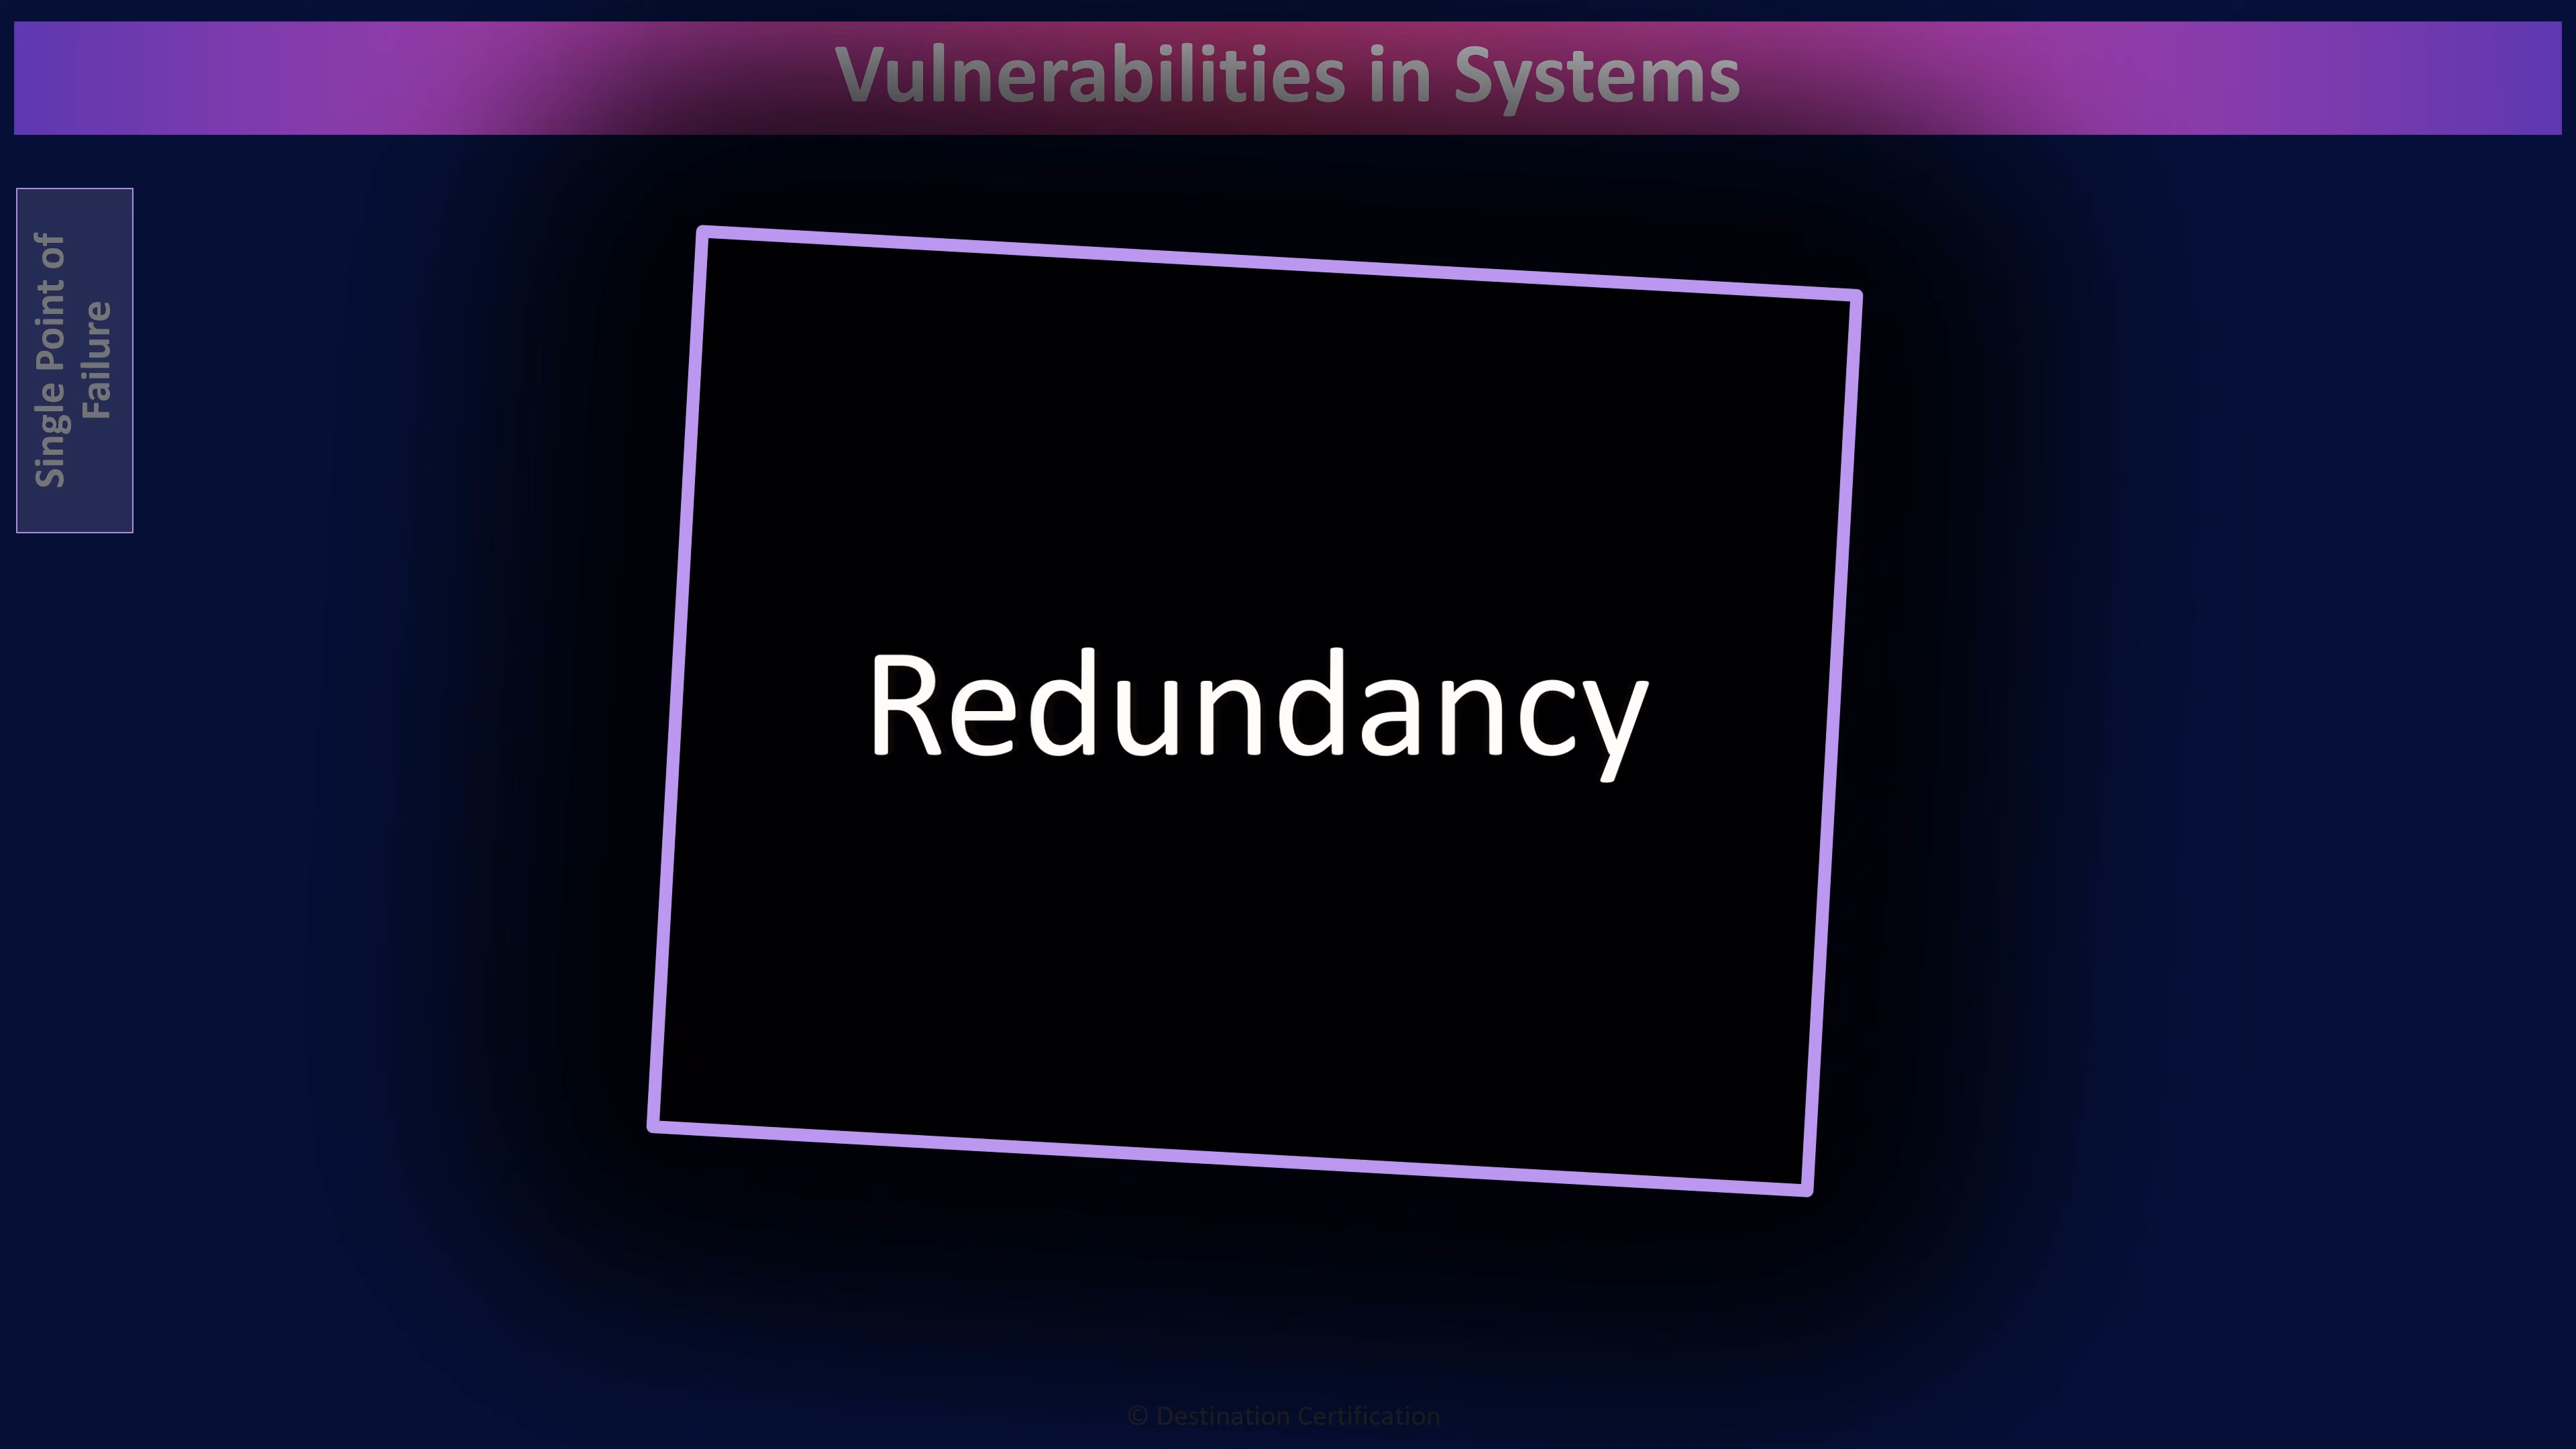 Vulnerabilities in Systems
Single Point of
Failure
Redundancy
© Destination Certification